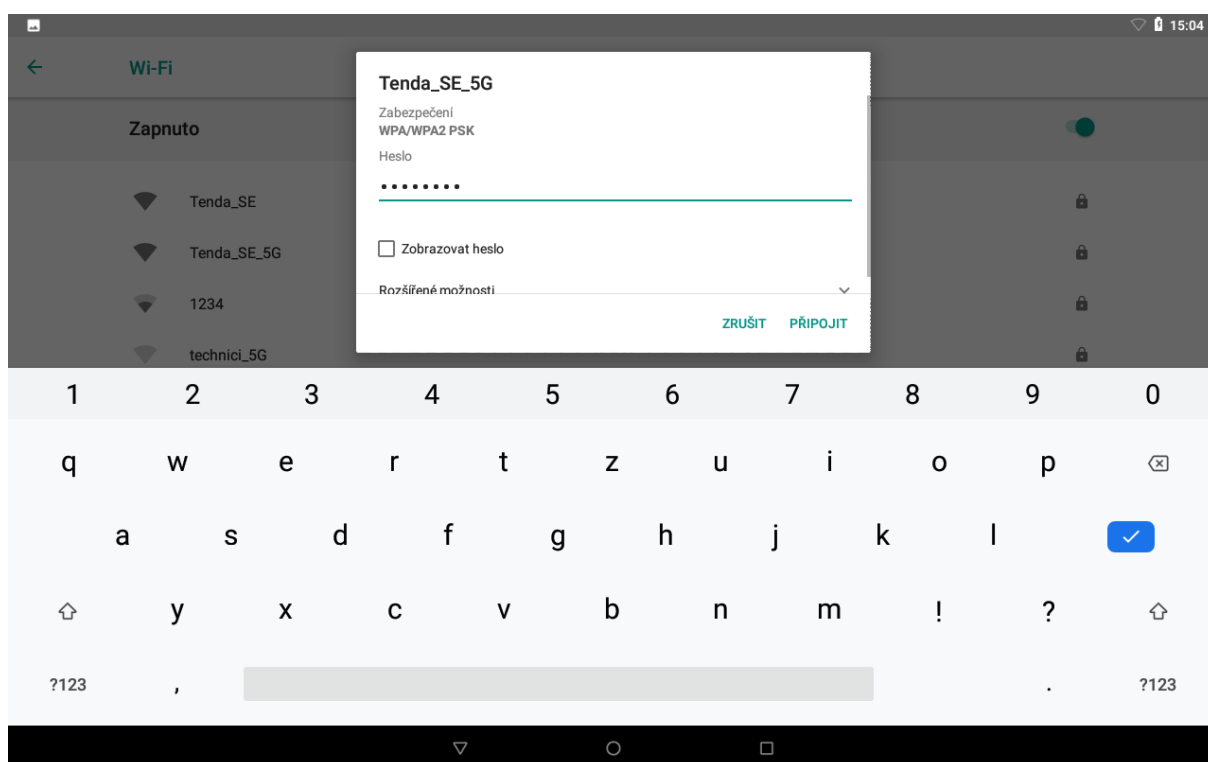 15:04
Wi-Fi
Zapnuto
Tenda_SE
Tenda_SE_5G
1234
technici_5G
Tenda_SE_5G
Zabezpečení
WPA/WPA2 PSK
Heslo
••••••••
Zobrazovat heslo
Rozšířené možnosti
ZRUŠIT PŘIPOJIT
1 2 3 4 5 6 7 8 9 0
q w e r t z u i o p
a s d f g h j k l
y x c v b n m ! ?
?123 , . ?123